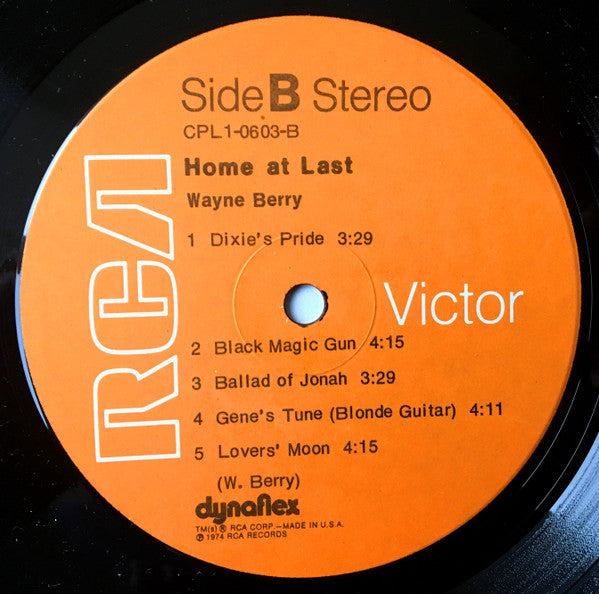 Side B Stereo
CPL1-0603-B
Home at Last
Wayne Berry
1 Dixie's Pride 3:29
RCA
Victor
2 Black Magic Gun 4:15
3 Ballad of Jonah 3:29
4 Gene's Tune (Blonde Guitar) 4:11
5 Lovers' Moon 4:15
(W. Berry)
dynaflex
TM(s) ® RCA CORP.—MADE IN U.S.A.
℗ 1974 RCA RECORDS